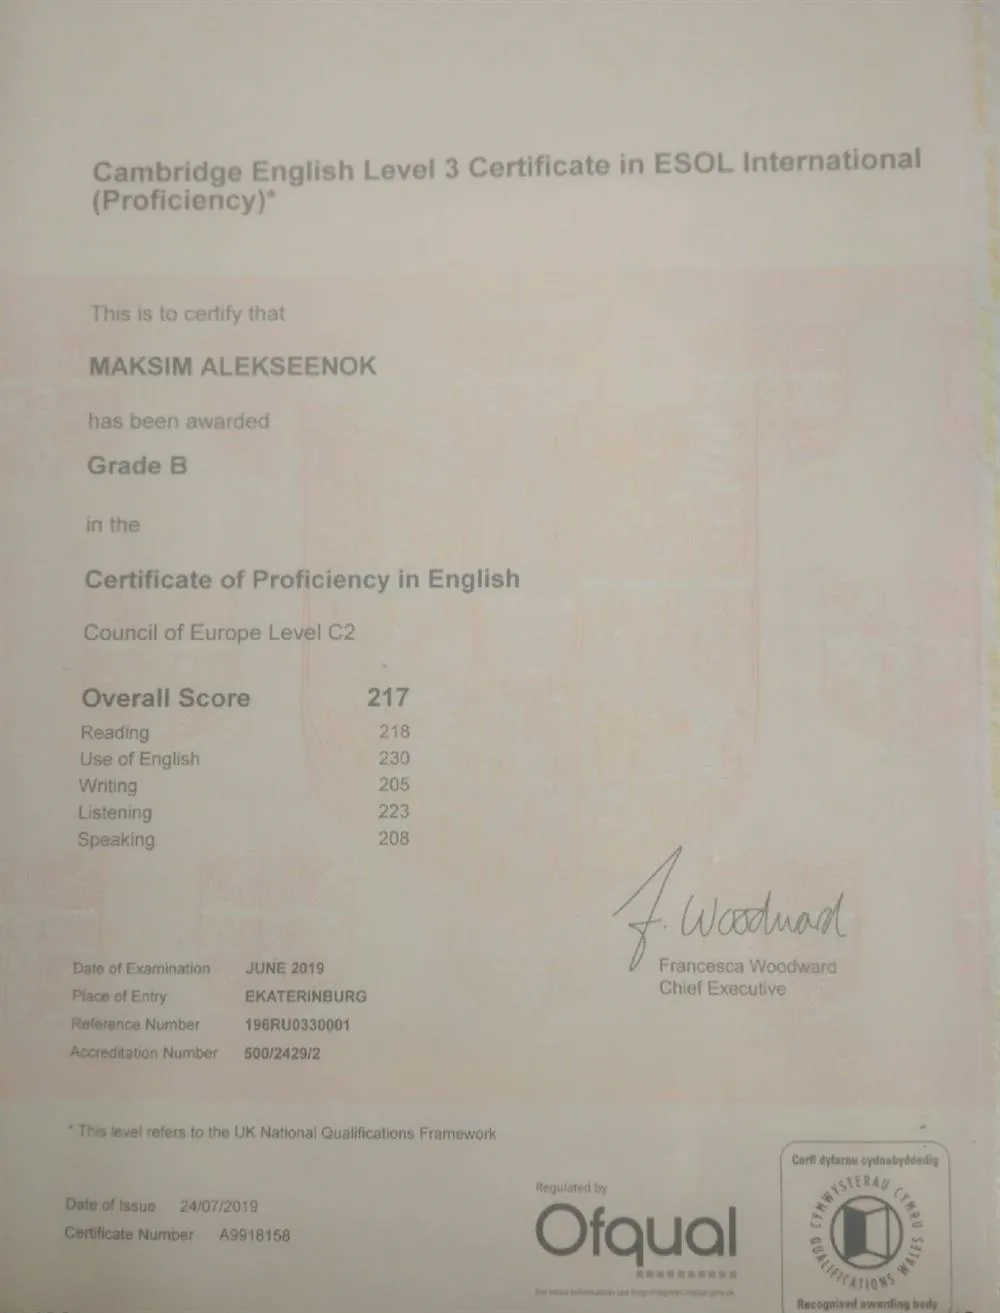 Cambridge English Level 3 Certificate in ESOL International
(Proficiency)*
This is to certify that
MAKSIM ALEKSEENOK
has been awarded
Grade B
in the
Certificate of Proficiency in English
Council of Europe Level C2
Overall Score 217
Reading 218
Use of English 230
Writing 205
Listening 223
Speaking 208
F. Woodward
Francesca Woodward
Chief Executive
Date of Examination JUNE 2019
Place of Entry EKATERINBURG
Reference Number 196RU0330001
Accreditation Number 500/2429/2
* This level refers to the UK National Qualifications Framework
Date of Issue 24/07/2019
Certificate Number A9918158
Regulated by
Ofqual
Corff dyfarnu cydnabyddedig
CYMWYSTERAU CYMRU
QUALIFICATIONS WALES
Recognised awarding body